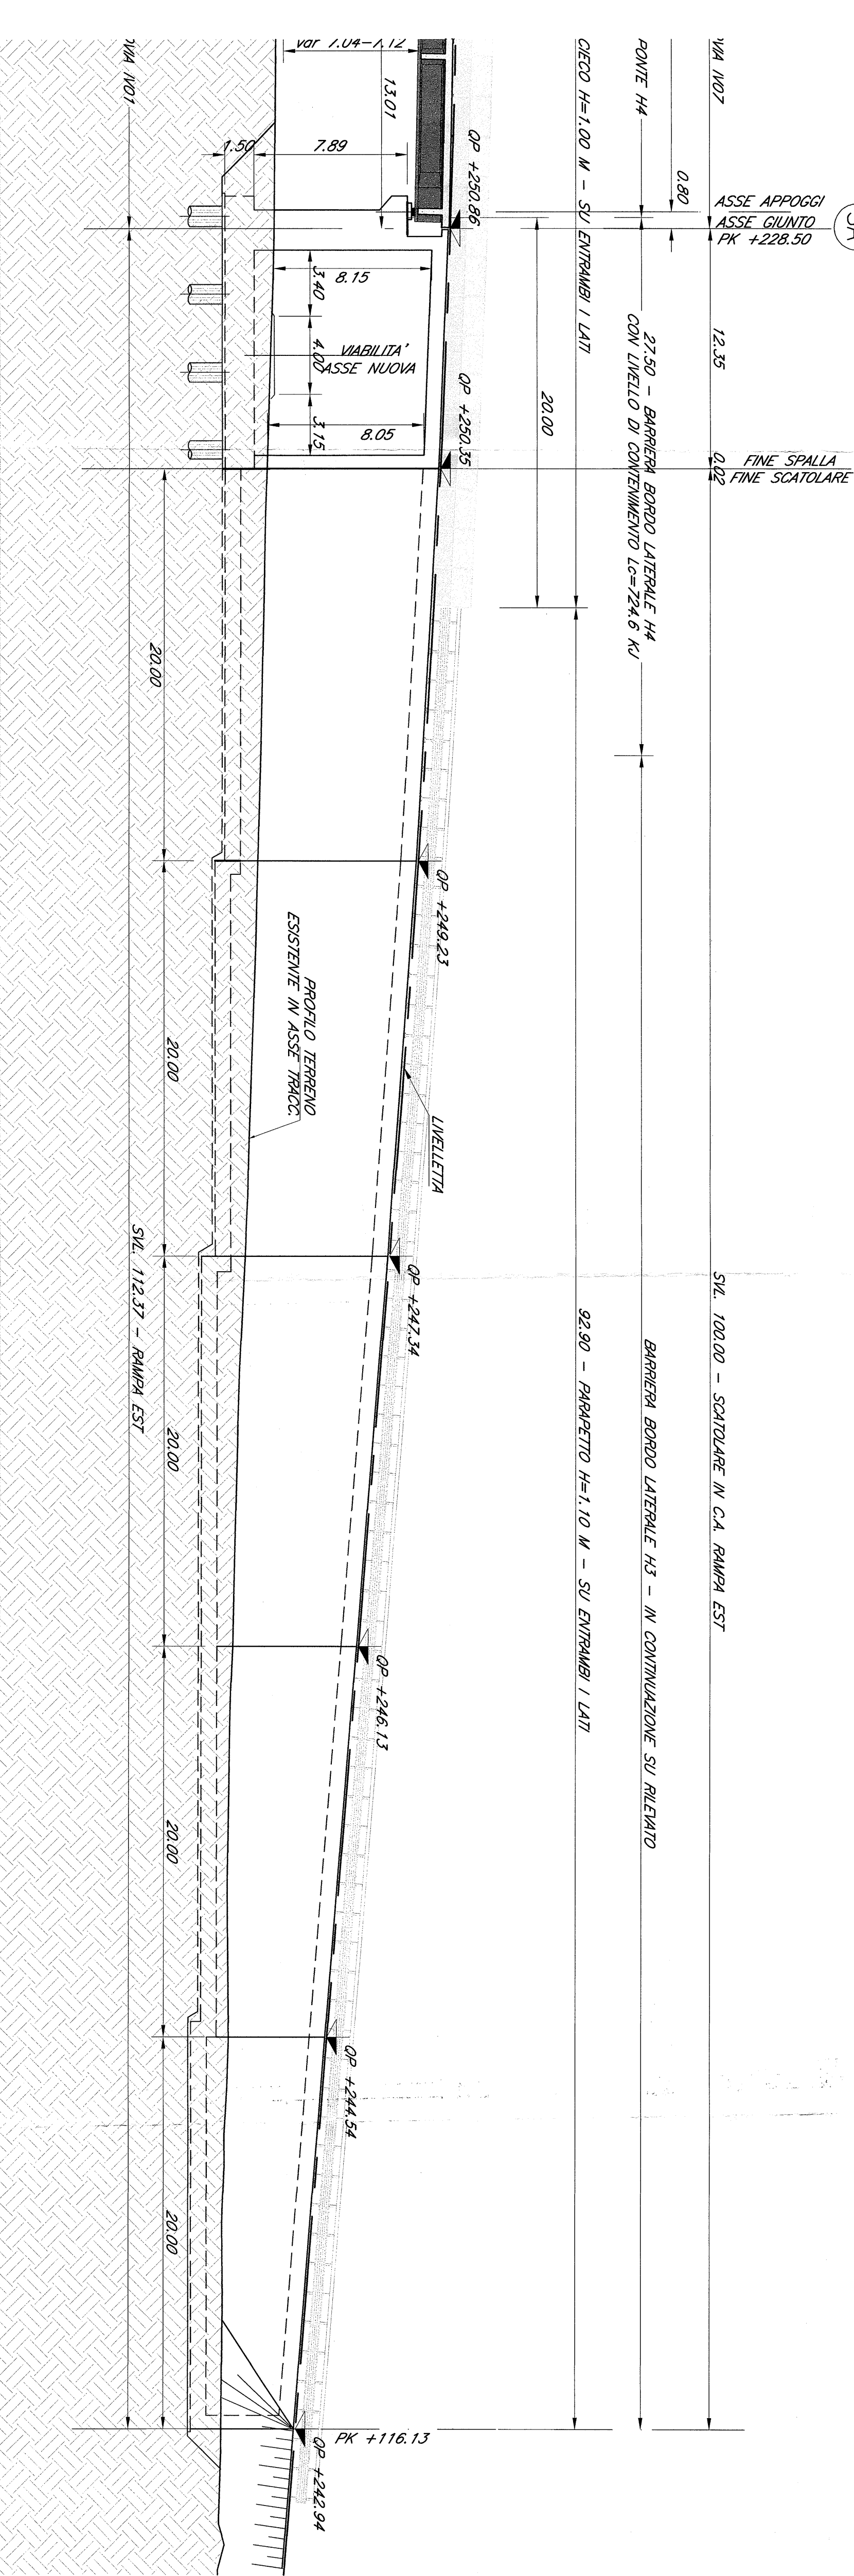 VIA IV07
ASSE APPOGGI
ASSE GIUNTO
PK +228.50
12.35
0.02
FINE SPALLA
FINE SCATOLARE
SVL. 100.00 - SCATOLARE IN C.A. RAMPA EST
0.80
PONTE H4
27.50 - BARRIERA BORDO LATERALE H4
CON LIVELLO DI CONTENIMENTO Lc=724.6 KJ
BARRIERA BORDO LATERALE H3 - IN CONTINUAZIONE SU RILEVATO
CIECO H=1.00 M - SU ENTRAMBI I LATI
92.90 - PARAPETTO H=1.10 M - SU ENTRAMBI I LATI
20.00
QP +250.86
QP +250.35
QP +249.23
QP +247.34
QP +246.13
QP +244.54
QP +242.94
PK +116.13
LIVELLETTA
var 7.04-7.12
13.01
7.89
1.50
8.15
3.40
4.00
3.15
VIABILITA'
ASSE NUOVA
8.05
PROFILO TERRENO
ESISTENTE IN ASSE TRACC.
20.00
20.00
20.00
20.00
20.00
VIA IV01
SVL. 112.37 - RAMPA EST